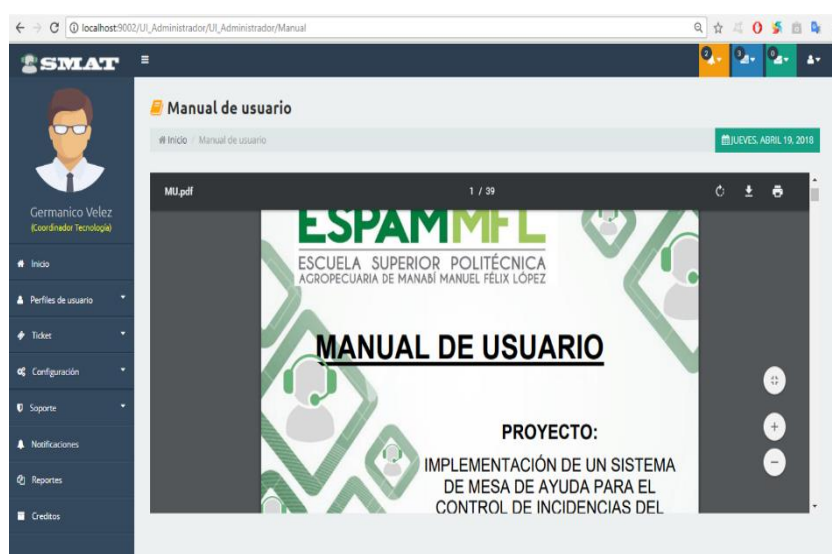 localhost:9002/UI_Administrador/UI_Administrador/Manual
SMAT
2
3
0
Manual de usuario
Inicio / Manual de usuario
JUEVES, ABRIL 19, 2018
Germanico Velez
(Coordinador Tecnología)
Inicio
Perfiles de usuario
Ticket
Configuración
Soporte
Notificaciones
Reportes
Creditos
MU.pdf
1 / 39
ESPAMMFL
ESCUELA SUPERIOR POLITÉCNICA
AGROPECUARIA DE MANABÍ MANUEL FÉLIX LÓPEZ
MANUAL DE USUARIO
PROYECTO:
IMPLEMENTACIÓN DE UN SISTEMA
DE MESA DE AYUDA PARA EL
CONTROL DE INCIDENCIAS DEL